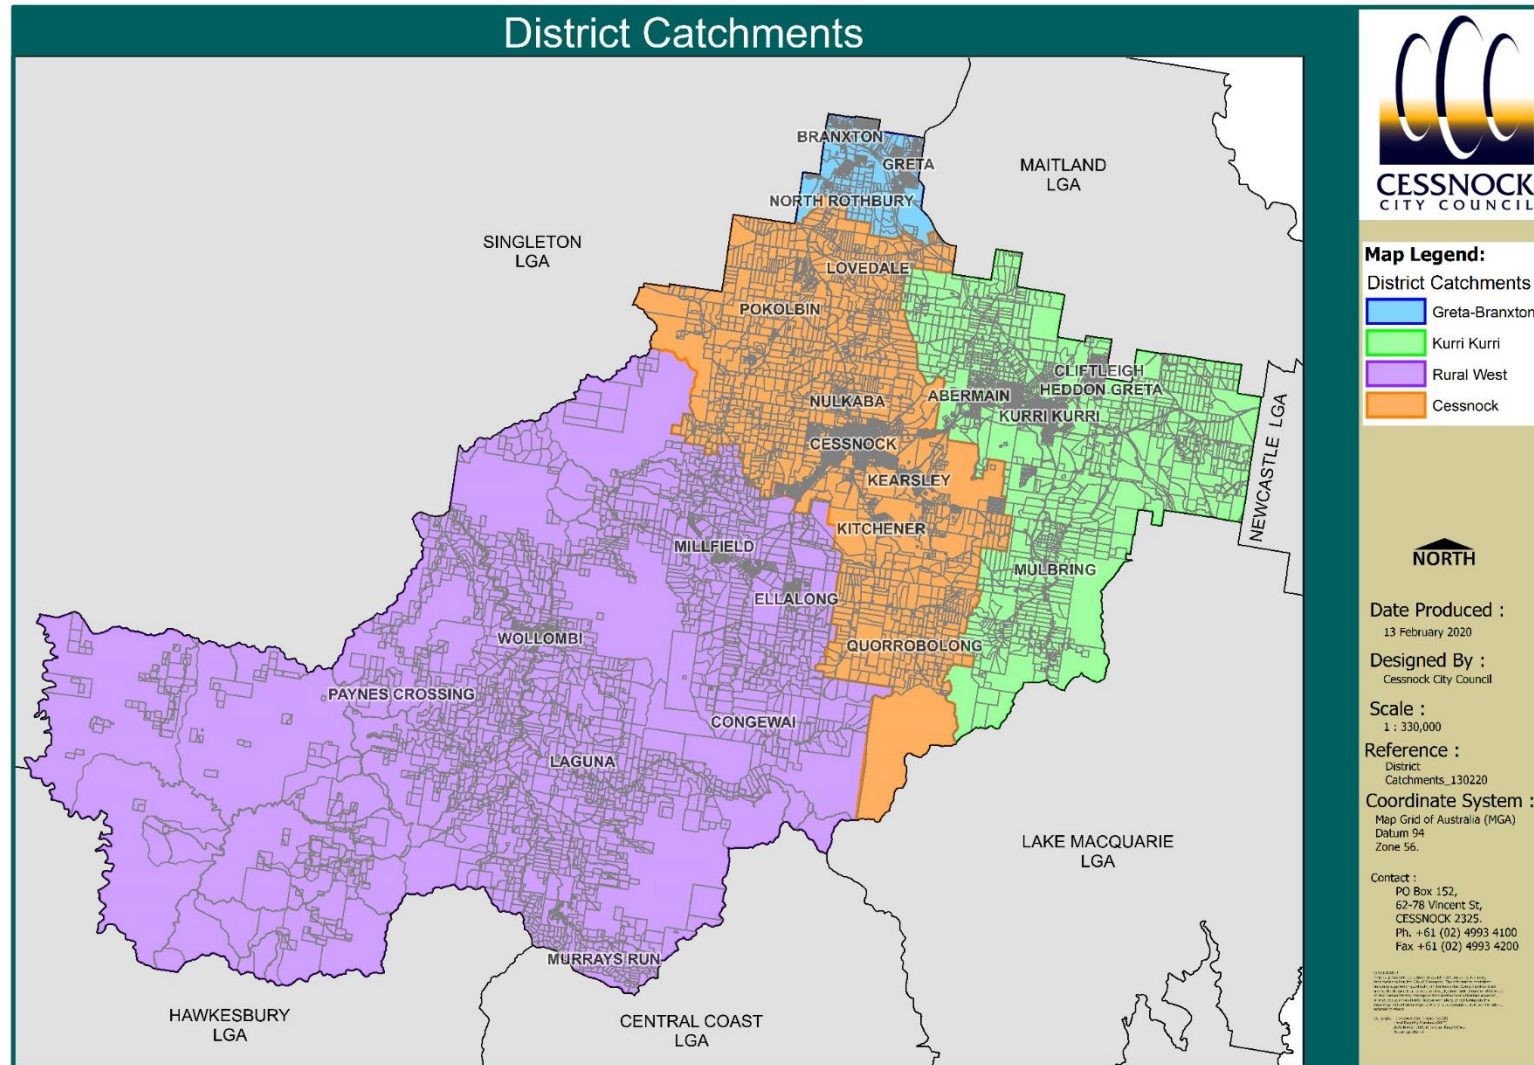 District Catchments
BRANXTON
GRETA
MAITLAND
LGA
NORTH ROTHBURY
SINGLETON
LGA
LOVEDALE
POKOLBIN
CLIFTLEIGH
HEDDON GRETA
ABERMAIN
NULKABA
KURRI KURRI
NEWCASTLE LGA
CESSNOCK
KEARSLEY
KITCHENER
MILLFIELD
MULBRING
ELLALONG
WOLLOMBI
QUORROBOLONG
PAYNES CROSSING
CONGEWAI
LAGUNA
LAKE MACQUARIE
LGA
MURRAYS RUN
HAWKESBURY
LGA
CENTRAL COAST
LGA
CESSNOCK
CITY COUNCIL
Map Legend:
District Catchments
Greta-Branxton
Kurri Kurri
Rural West
Cessnock
NORTH
Date Produced :
13 February 2020
Designed By :
Cessnock City Council
Scale :
1 : 330,000
Reference :
District
Catchments_130220
Coordinate System :
Map Grid of Australia (MGA)
Datum 94
Zone 56.
Contact :
PO Box 152,
62-78 Vincent St,
CESSNOCK 2325.
Ph. +61 (02) 4993 4100
Fax +61 (02) 4993 4200